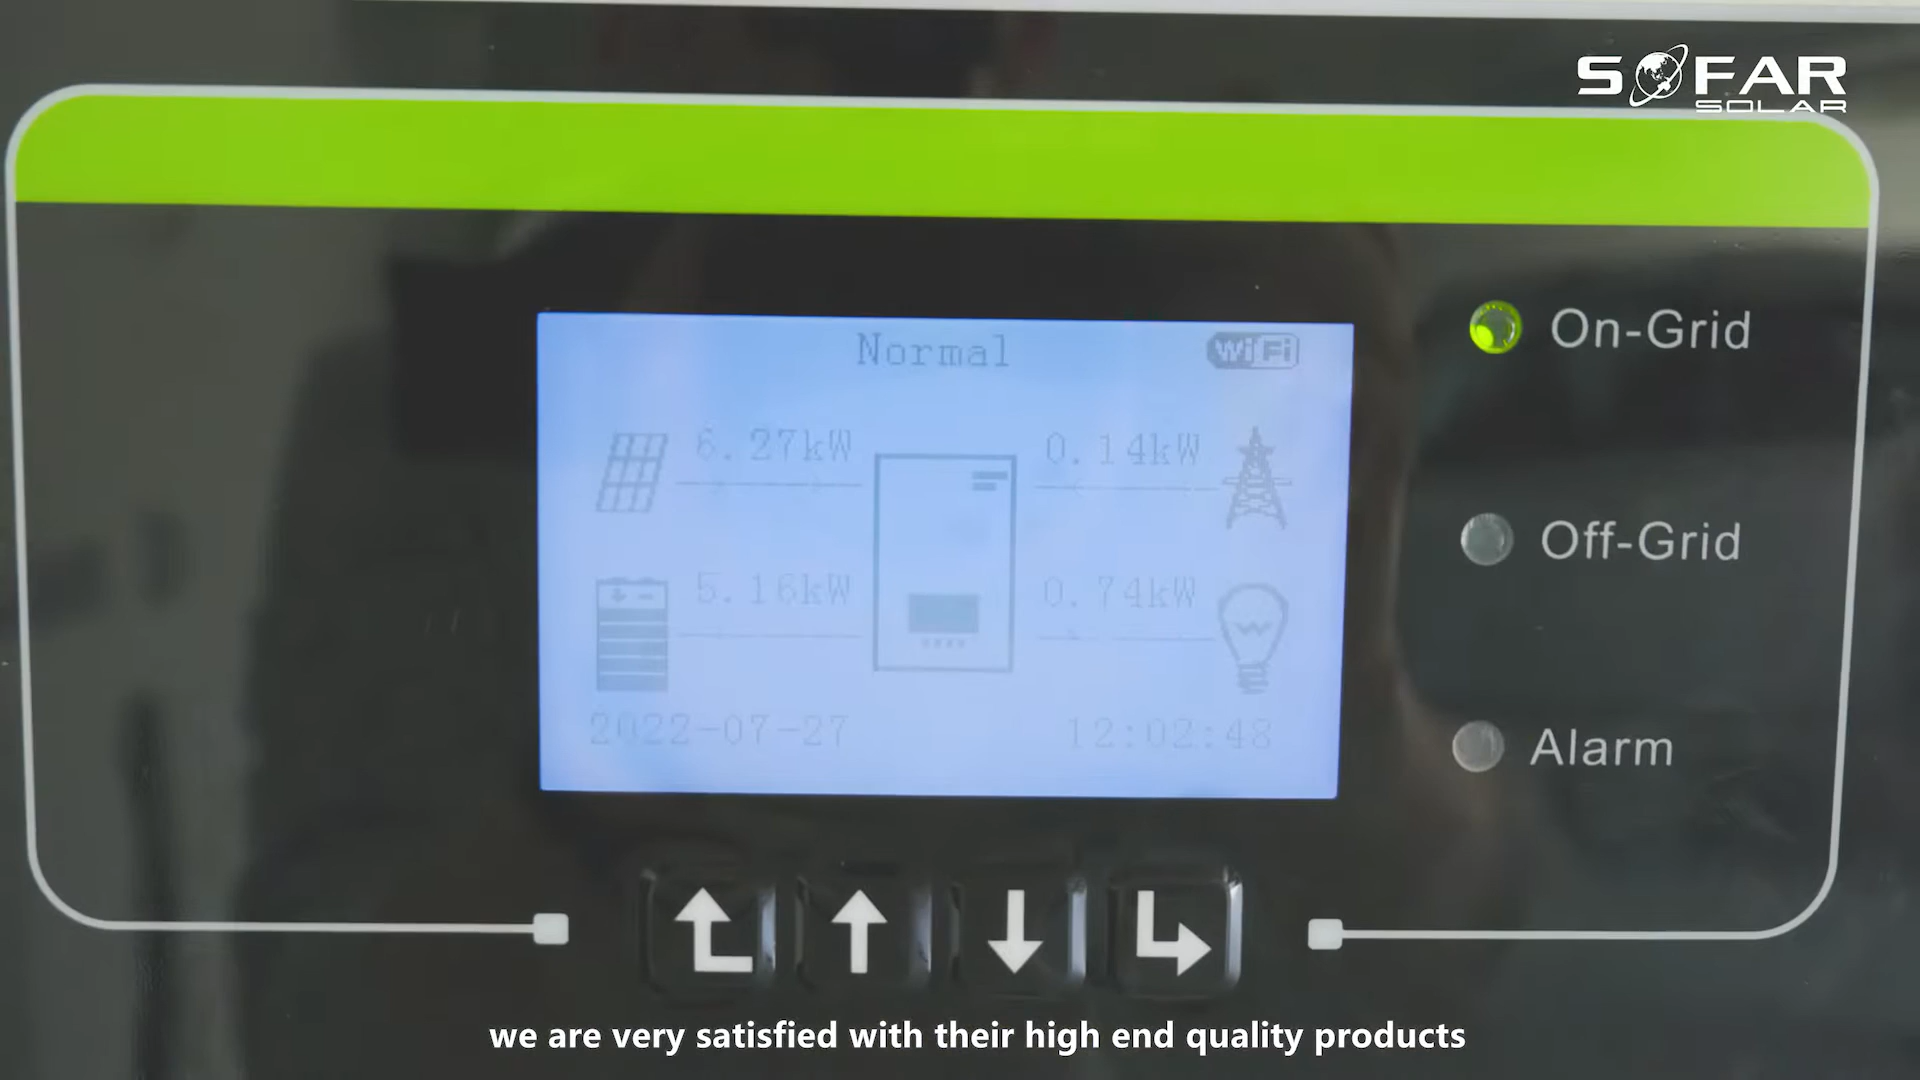 SOFAR
SOLAR
Normal
WiFi
6.27kW
0.14kW
5.16kW
0.74kW
2022-07-27
12:02:48
On-Grid
Off-Grid
Alarm
we are very satisfied with their high end quality products